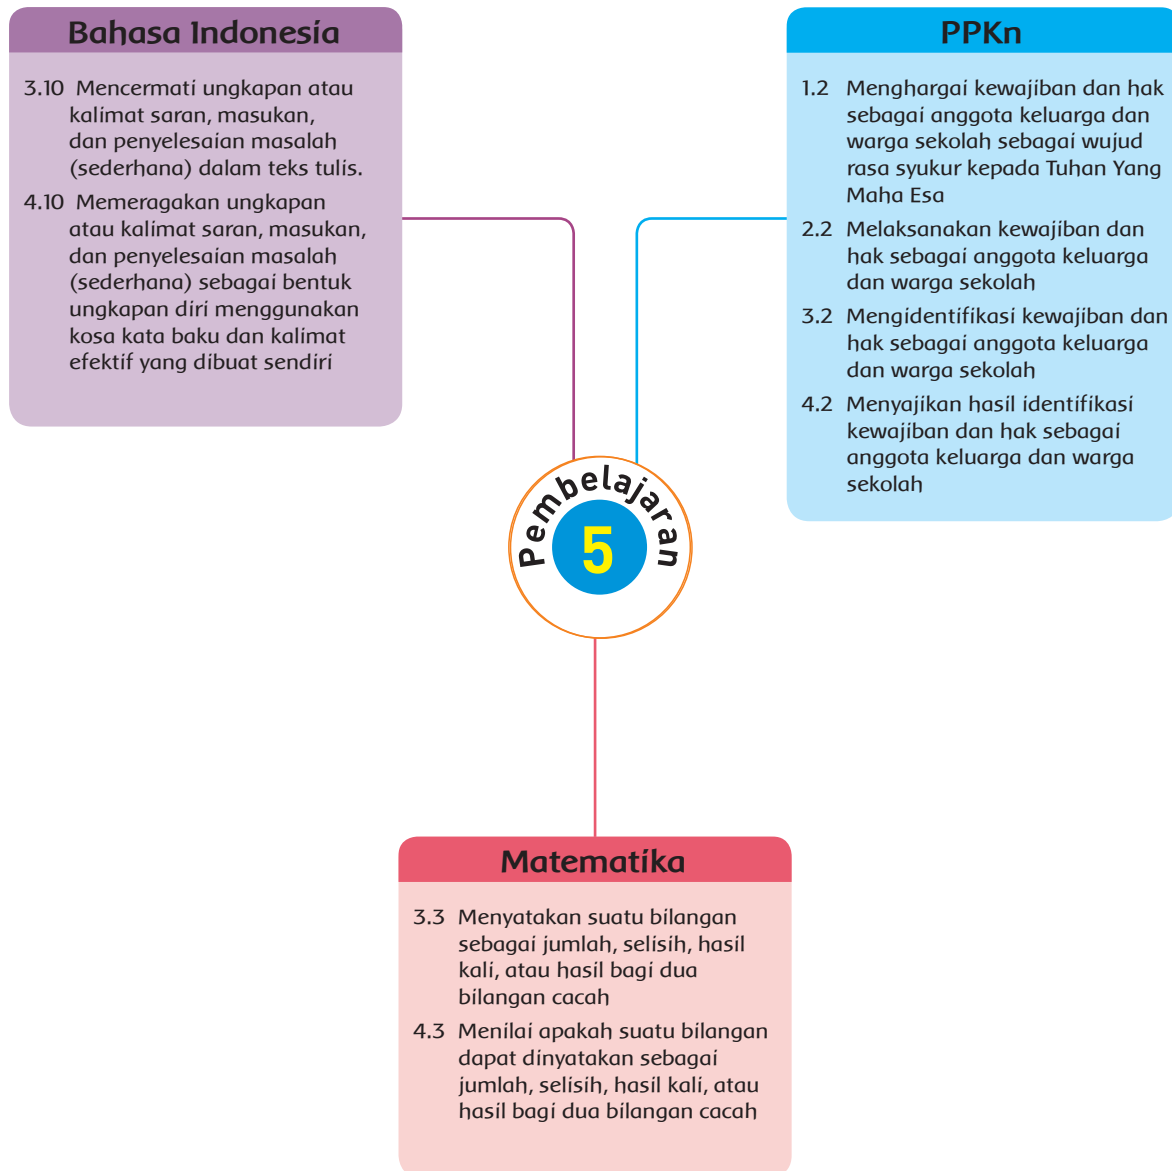 Bahasa Indonesia
3.10 Mencermati ungkapan atau
kalimat saran, masukan,
dan penyelesaian masalah
(sederhana) dalam teks tulis.
4.10 Memeragakan ungkapan
atau kalimat saran, masukan,
dan penyelesaian masalah
(sederhana) sebagai bentuk
ungkapan diri menggunakan
kosa kata baku dan kalimat
efektif yang dibuat sendiri
PPKn
1.2 Menghargai kewajiban dan hak
sebagai anggota keluarga dan
warga sekolah sebagai wujud
rasa syukur kepada Tuhan Yang
Maha Esa
2.2 Melaksanakan kewajiban dan
hak sebagai anggota keluarga
dan warga sekolah
3.2 Mengidentifikasi kewajiban dan
hak sebagai anggota keluarga
dan warga sekolah
4.2 Menyajikan hasil identifikasi
kewajiban dan hak sebagai
anggota keluarga dan warga
sekolah
Pembelajaran
5
Matematika
3.3 Menyatakan suatu bilangan
sebagai jumlah, selisih, hasil
kali, atau hasil bagi dua
bilangan cacah
4.3 Menilai apakah suatu bilangan
dapat dinyatakan sebagai
jumlah, selisih, hasil kali, atau
hasil bagi dua bilangan cacah